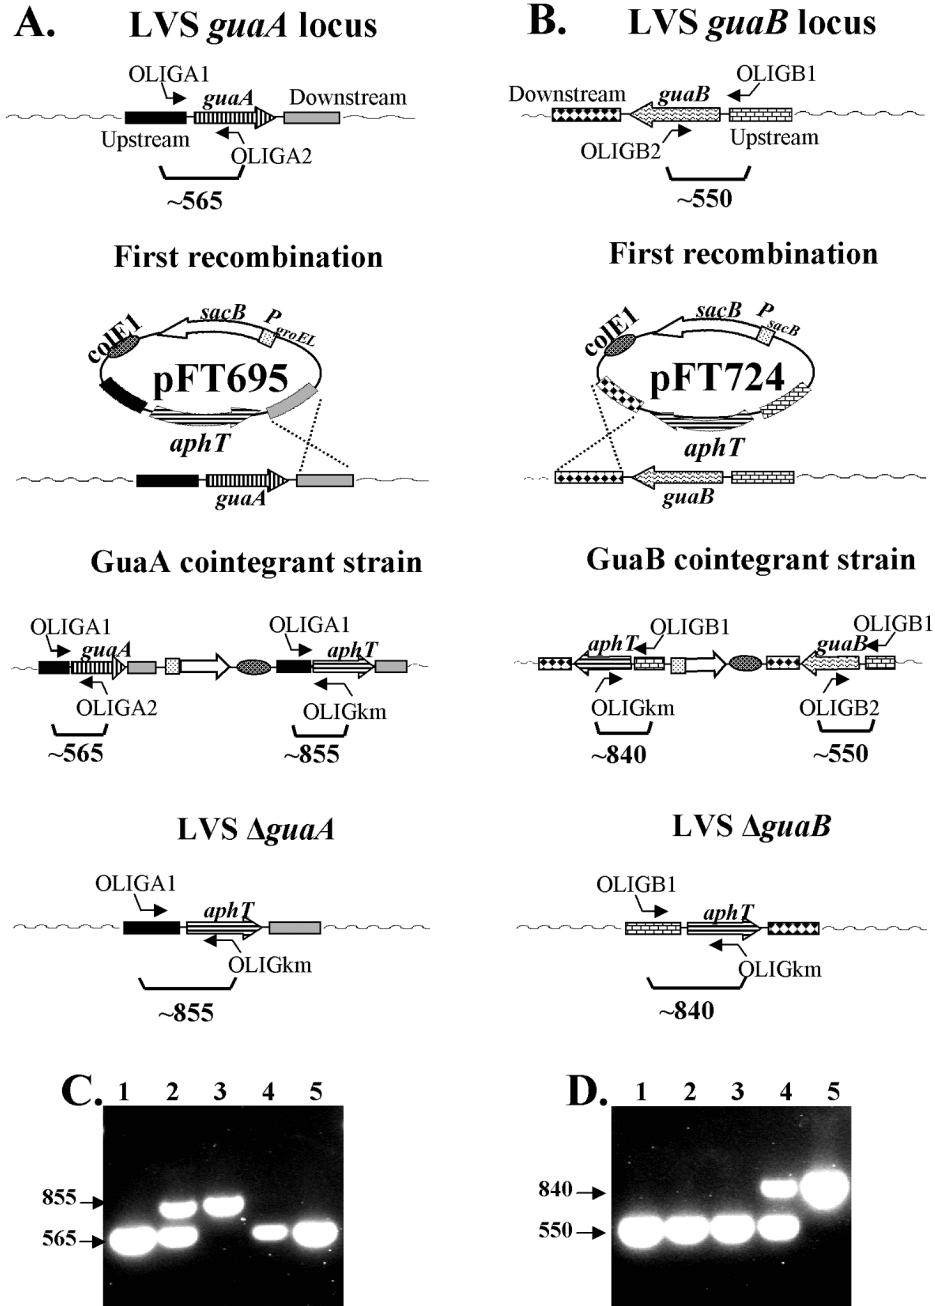 A. LVS guaA locus
OLIGA1
guaA
Downstream
Upstream
OLIGA2
~565
First recombination
colE1
sacB
P groEL
pFT695
aphT
guaA
GuaA cointegrant strain
OLIGA1
guaA
OLIGA2
~565
OLIGA1
aphT
OLIGkm
~855
LVS ΔguaA
OLIGA1
aphT
OLIGkm
~855
B. LVS guaB locus
OLIGB1
Downstream
guaB
OLIGB2
Upstream
~550
First recombination
colE1
sacB
P sacB
pFT724
aphT
guaB
GuaB cointegrant strain
aphT
OLIGB1
OLIGkm
~840
guaB
OLIGB1
OLIGB2
~550
LVS ΔguaB
OLIGB1
aphT
OLIGkm
~840
C. 1 2 3 4 5
855
565
D. 1 2 3 4 5
840
550